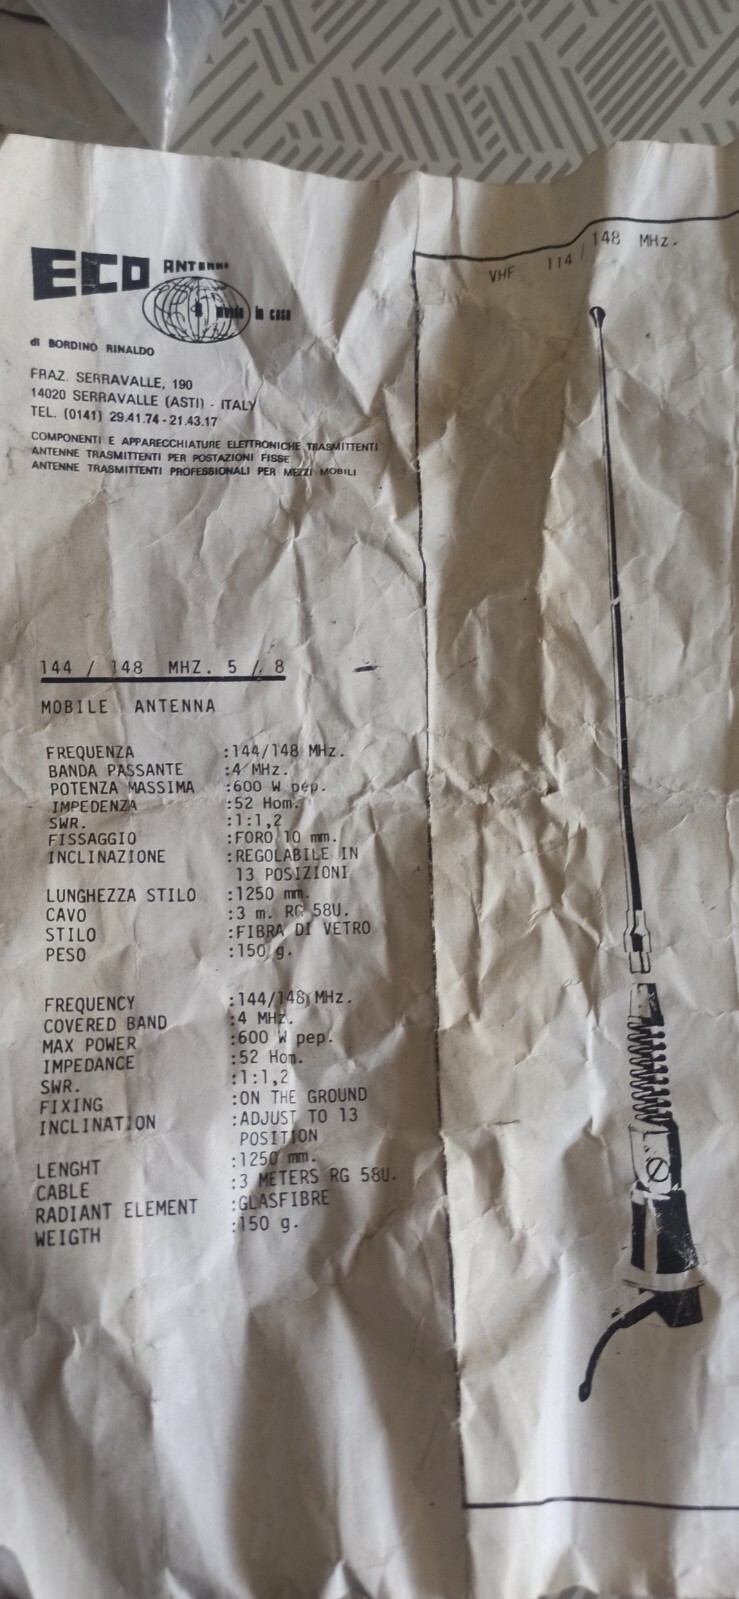 ECO ANTENNE
il mondo in casa
di BORDINO RINALDO
FRAZ. SERRAVALLE, 190
14020 SERRAVALLE (ASTI) - ITALY
TEL. (0141) 29.41.74 - 21.43.17
COMPONENTI E APPARECCHIATURE ELETTRONICHE TRASMITTENTI
ANTENNE TRASMITTENTI PER POSTAZIONI FISSE
ANTENNE TRASMITTENTI PROFESSIONALI PER MEZZI MOBILI
144 / 148 MHZ. 5 / 8
MOBILE ANTENNA
FREQUENZA :144/148 MHz.
BANDA PASSANTE :4 MHz.
POTENZA MASSIMA :600 W pep.
IMPEDENZA :52 Hom.
SWR. :1:1,2
FISSAGGIO :FORO 10 mm.
INCLINAZIONE :REGOLABILE IN
13 POSIZIONI
LUNGHEZZA STILO :1250 mm.
CAVO :3 m. RG 58U.
STILO :FIBRA DI VETRO
PESO :150 g.
FREQUENCY :144/148 MHz.
COVERED BAND :4 MHz.
MAX POWER :600 W pep.
IMPEDANCE :52 Hom.
SWR. :1:1,2
FIXING :ON THE GROUND
INCLINATION :ADJUST TO 13
POSITION
LENGHT :1250 mm.
CABLE :3 METERS RG 58U.
RADIANT ELEMENT :GLASFIBRE
WEIGTH :150 g.
VHF 114/148 MHz.